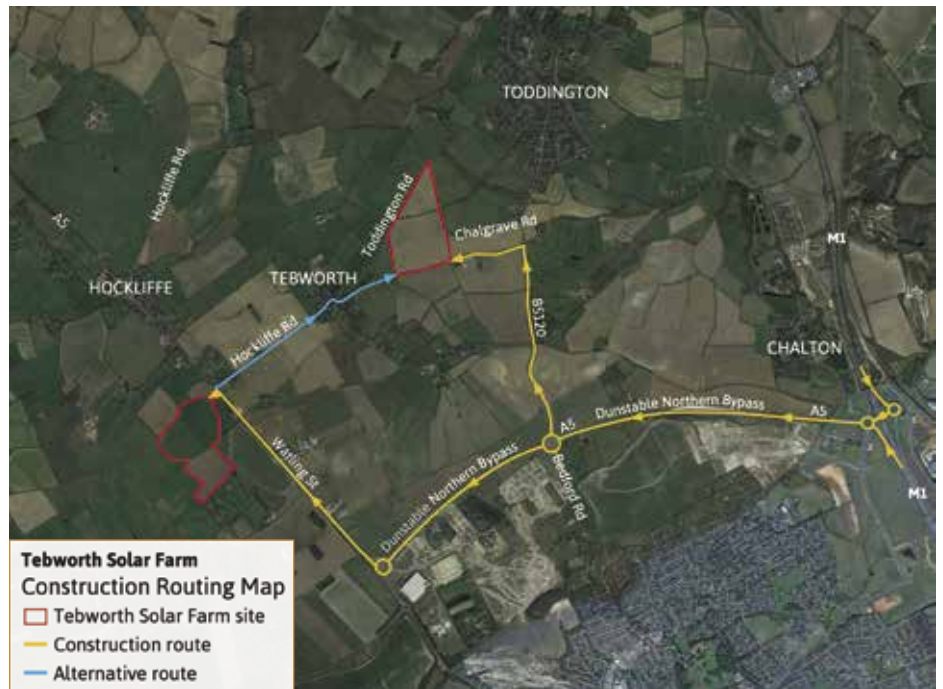 TODDINGTON
Hockliffe Rd
A5
Toddington Rd
Chalgrave Rd
M1
HOCKLIFFE
TEBWORTH
B5120
Hockliffe Rd
CHALTON
Dunstable Northern Bypass
A5
A5
Watling St
Dunstable Northern Bypass
Bedford Rd
M1
Tebworth Solar Farm
Construction Routing Map
Tebworth Solar Farm site
Construction route
Alternative route